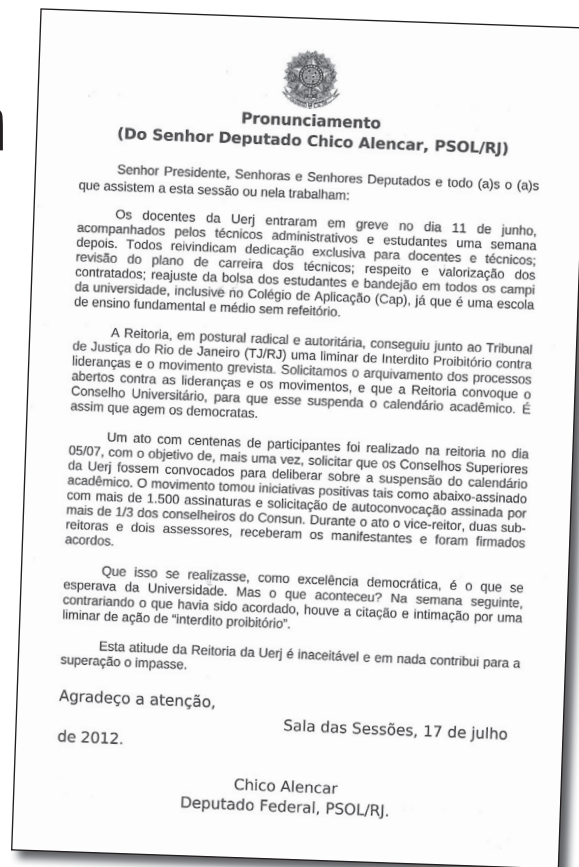 Pronunciamento
(Do Senhor Deputado Chico Alencar, PSOL/RJ)
Senhor Presidente, Senhoras e Senhores Deputados e todo (a)s o (a)s
que assistem a esta sessão ou nela trabalham:
Os docentes da Uerj entraram em greve no dia 11 de junho,
acompanhados pelos técnicos administrativos e estudantes uma semana
depois. Todos reivindicam dedicação exclusiva para docentes e técnicos;
revisão do plano de carreira dos técnicos; respeito e valorização dos
contratados; reajuste da bolsa dos estudantes e bandejão em todos os campi
da universidade, inclusive no Colégio de Aplicação (Cap), já que é uma escola
de ensino fundamental e médio sem refeitório.
A Reitoria, em postural radical e autoritária, conseguiu junto ao Tribunal
de Justiça do Rio de Janeiro (TJ/RJ) uma liminar de Interdito Proibitório contra
lideranças e o movimento grevista. Solicitamos o arquivamento dos processos
abertos contra as lideranças e os movimentos, e que a Reitoria convoque o
Conselho Universitário, para que esse suspenda o calendário acadêmico. É
assim que agem os democratas.
Um ato com centenas de participantes foi realizado na reitoria no dia
05/07, com o objetivo de, mais uma vez, solicitar que os Conselhos Superiores
da Uerj fossem convocados para deliberar sobre a suspensão do calendário
acadêmico. O movimento tomou iniciativas positivas tais como abaixo-assinado
com mais de 1.500 assinaturas e solicitação de autoconvocação assinada por
mais de 1/3 dos conselheiros do Consun. Durante o ato o vice-reitor, duas sub-
reitoras e dois assessores, receberam os manifestantes e foram firmados
acordos.
Que isso se realizasse, como excelência democrática, é o que se
esperava da Universidade. Mas o que aconteceu? Na semana seguinte,
contrariando o que havia sido acordado, houve a citação e intimação por uma
liminar de ação de “interdito proibitório”.
Esta atitude da Reitoria da Uerj é inaceitável e em nada contribui para a
superação o impasse.
Agradeço a atenção,
Sala das Sessões, 17 de julho
de 2012.
Chico Alencar
Deputado Federal, PSOL/RJ.